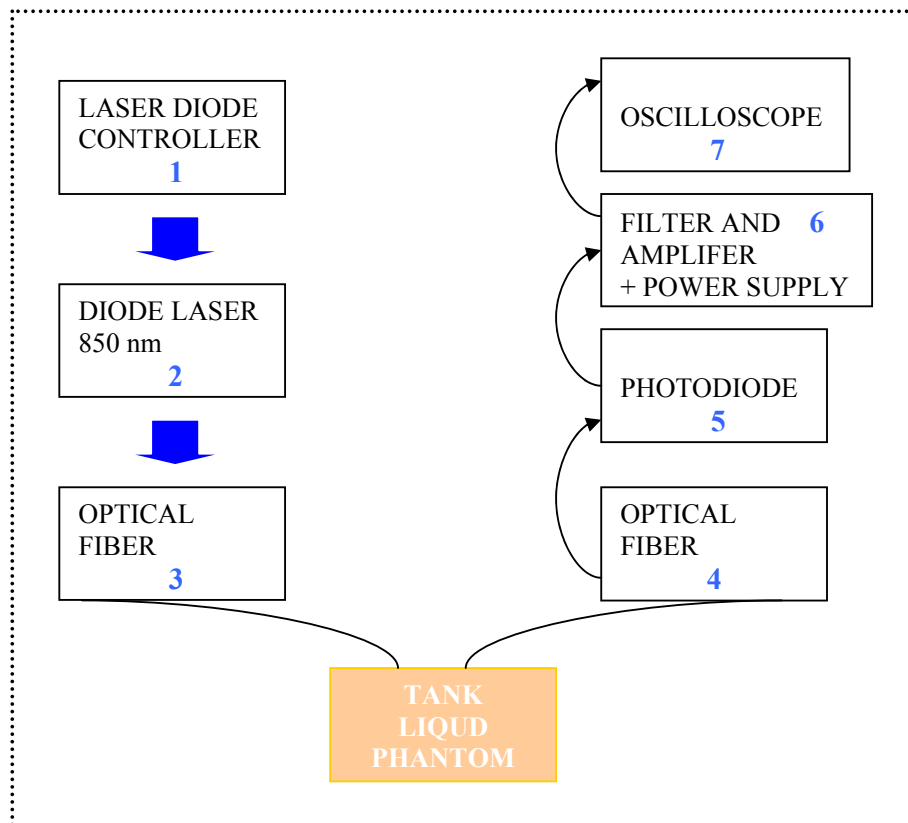 LASER DIODE
CONTROLLER
1
DIODE LASER
850 nm
2
OPTICAL
FIBER
3
OSCILLOSCOPE
7
FILTER AND 6
AMPLIFER
+ POWER SUPPLY
PHOTODIODE
5
OPTICAL
FIBER
4
TANK
LIQUD
PHANTOM